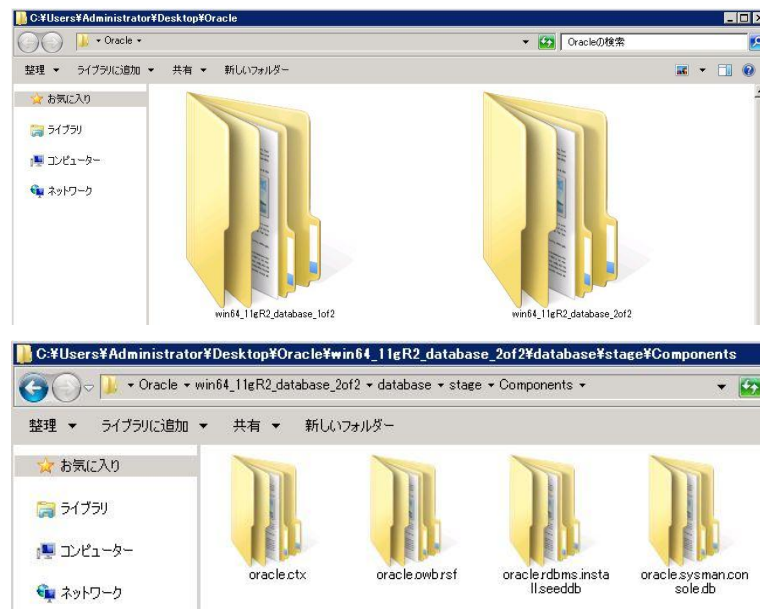 C:¥Users¥Administrator¥Desktop¥Oracle
Oracle
Oracleの検索
整理 ライブラリに追加 共有 新しいフォルダー
お気に入り
ライブラリ
コンピューター
ネットワーク
win64_11gR2_database_1of2
win64_11gR2_database_2of2
C:¥Users¥Administrator¥Desktop¥Oracle¥win64_11gR2_database_2of2¥database¥stage¥Components
Oracle win64_11gR2_database_2of2 database stage Components
整理 ライブラリに追加 共有 新しいフォルダー
お気に入り
ライブラリ
コンピューター
ネットワーク
oracle.ctx
oracle.owb.rsf
oracle.rdbms.insta
ll.seeddb
oracle.sysman.con
sole.db